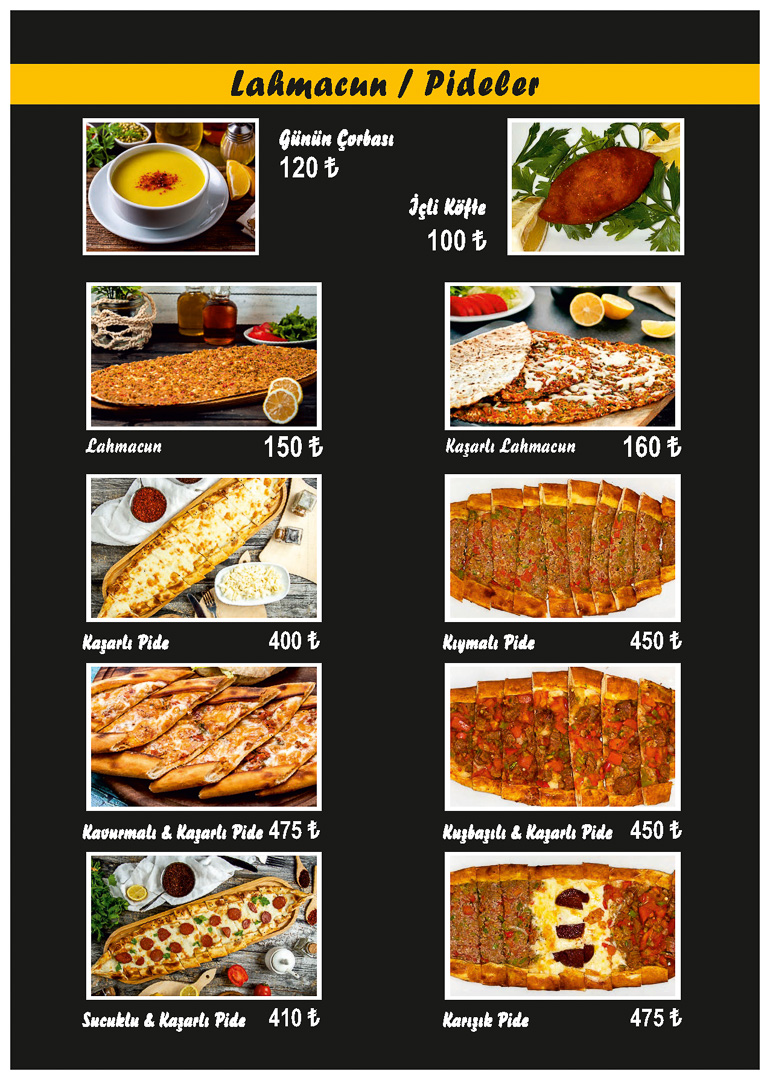 Lahmacun / Pideler
Günün Çorbası
120 ₺
İçli Köfte
100 ₺
Lahmacun 150 ₺
Kaşarlı Lahmacun 160 ₺
Kaşarlı Pide 400 ₺
Kıymalı Pide 450 ₺
Kavurmalı & Kaşarlı Pide 475 ₺
Kuşbaşılı & Kaşarlı Pide 450 ₺
Sucuklu & Kaşarlı Pide 410 ₺
Karışık Pide 475 ₺